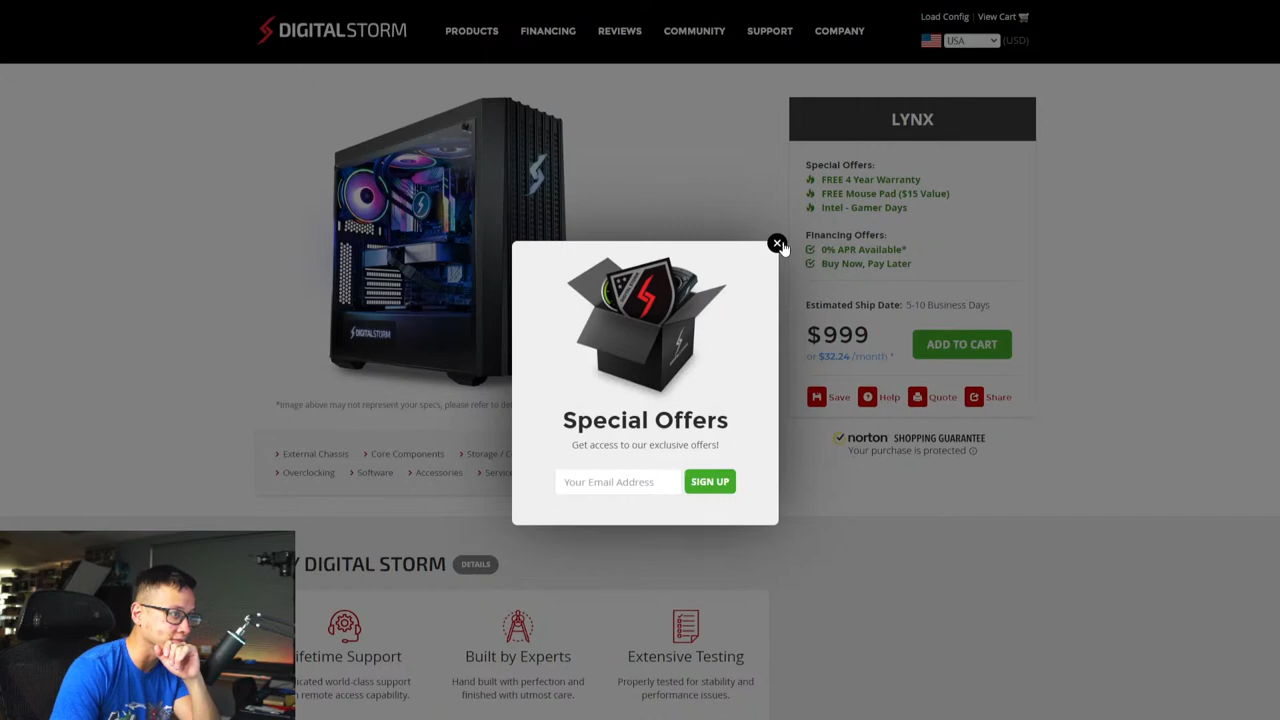 DIGITALSTORM
PRODUCTS FINANCING REVIEWS COMMUNITY SUPPORT COMPANY
Load Config | View Cart
USA (USD)
LYNX
Special Offers:
FREE 4 Year Warranty
FREE Mouse Pad ($15 Value)
Intel - Gamer Days
Financing Offers:
0% APR Available*
Buy Now, Pay Later
Estimated Ship Date: 5-10 Business Days
$999
or $32.24/month *
ADD TO CART
Save Help Quote Share
norton SHOPPING GUARANTEE
Your purchase is protected
DIGITALSTORM
*Image above may not represent your specs, please refer to
External Chassis Core Components Storage /
Overclocking Software Accessories
Special Offers
Get access to our exclusive offers!
Your Email Address
SIGN UP
DIGITAL STORM DETAILS
ifetime Support
icated world-class support
remote access capability.
Built by Experts
Hand built with perfection and
finished with utmost care.
Extensive Testing
Properly tested for stability and
performance issues.